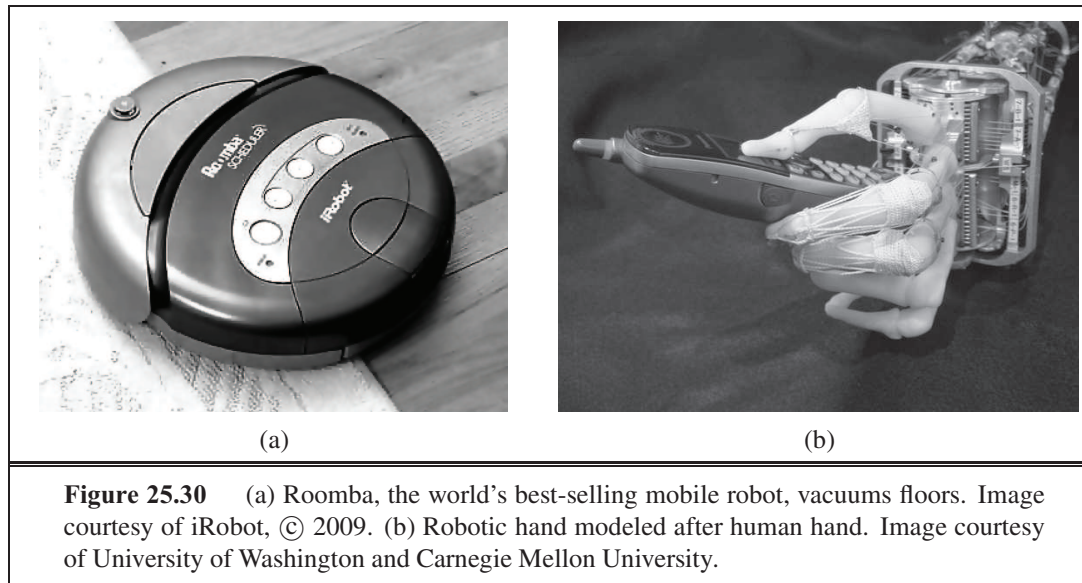 Roomba
SCHEDULER
iRobot
(a)
(b)
Figure 25.30 (a) Roomba, the world's best-selling mobile robot, vacuums floors. Image
courtesy of iRobot, © 2009. (b) Robotic hand modeled after human hand. Image courtesy
of University of Washington and Carnegie Mellon University.